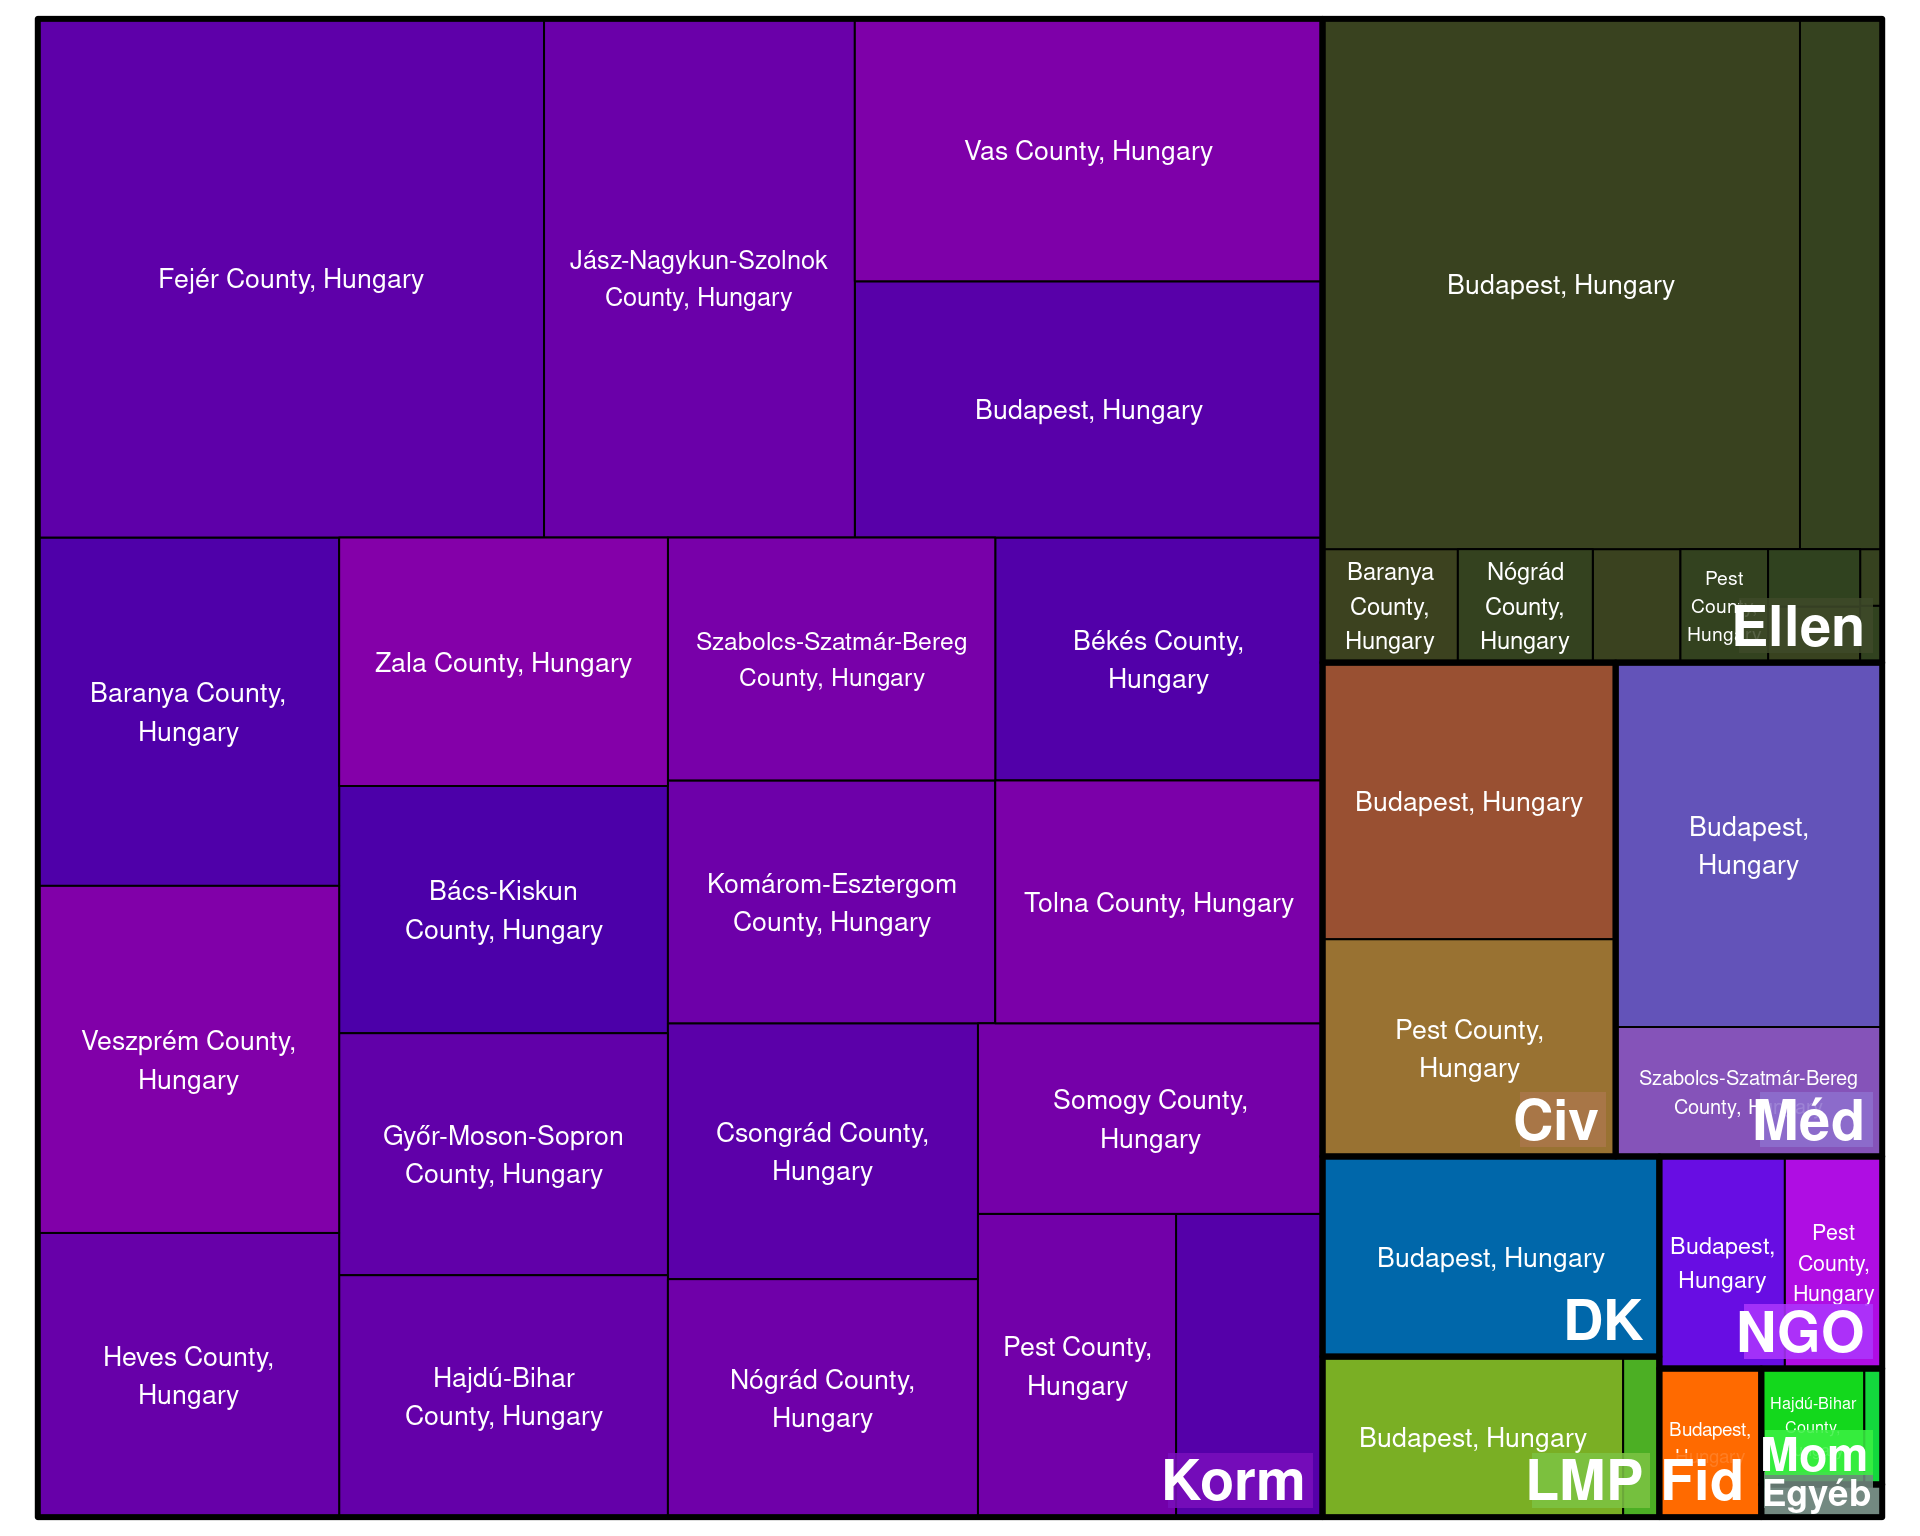 Fejér County, Hungary
Jász-Nagykun-Szolnok
County, Hungary
Vas County, Hungary
Budapest, Hungary
Baranya County,
Hungary
Zala County, Hungary
Szabolcs-Szatmár-Bereg
County, Hungary
Békés County,
Hungary
Veszprém County,
Hungary
Bács-Kiskun
County, Hungary
Komárom-Esztergom
County, Hungary
Tolna County, Hungary
Heves County,
Hungary
Győr-Moson-Sopron
County, Hungary
Hajdú-Bihar
County, Hungary
Csongrád County,
Hungary
Nógrád County,
Hungary
Somogy County,
Hungary
Pest County,
Hungary
Korm
Budapest, Hungary
Baranya
County,
Hungary
Nógrád
County,
Hungary
Pest
County,
Hungary
Ellen
Budapest, Hungary
Pest County,
Hungary
Civ
Budapest,
Hungary
Szabolcs-Szatmár-Bereg
County, Hungary
Méd
Budapest, Hungary
DK
Budapest,
Hungary
Pest
County,
Hungary
NGO
Budapest, Hungary
LMP
Budapest,
Hungary
Fid
Hajdú-Bihar
County,
Mom
Egyéb